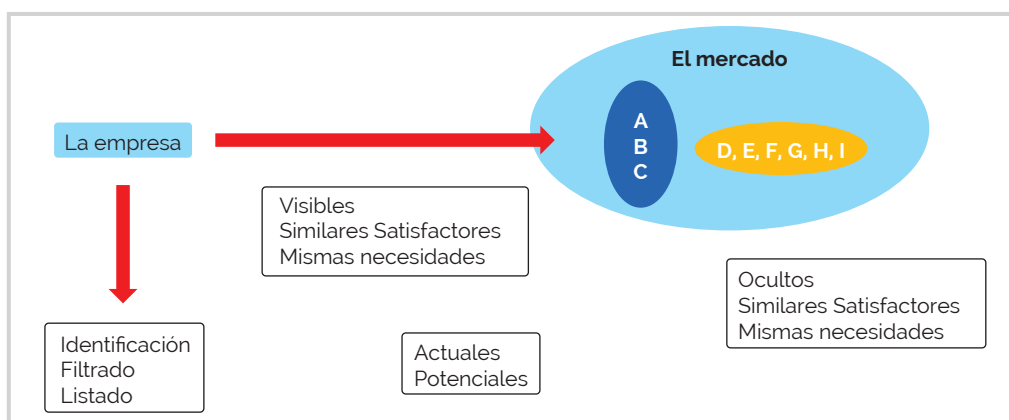 El mercado
A
B
C
D, E, F, G, H, I
La empresa
Visibles
Similares Satisfactores
Mismas necesidades
Ocultos
Similares Satisfactores
Mismas necesidades
Identificación
Filtrado
Listado
Actuales
Potenciales